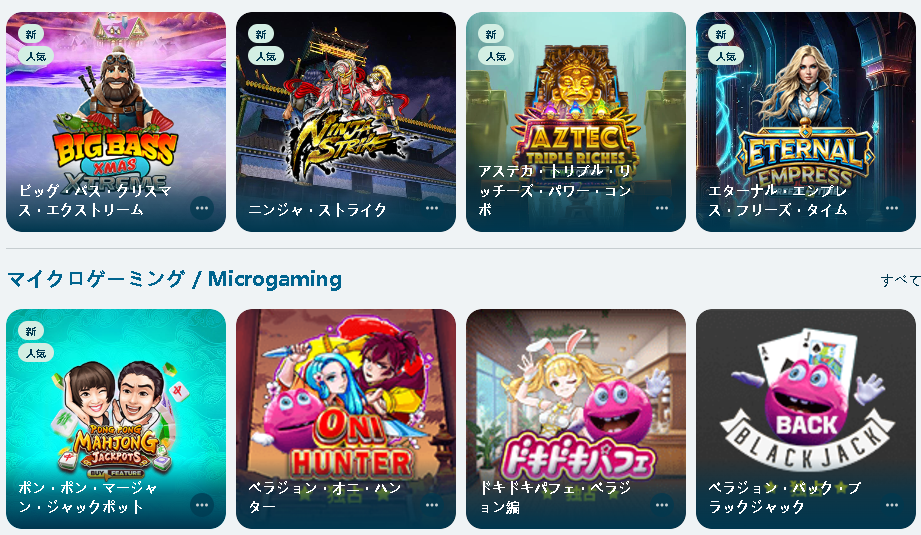 新
人気
BIG BASS
XMAS
XTREME
ビッグ・バス・クリスマ
ス・エクストリーム
新
人気
NINJA
STRIKE
ニンジャ・ストライク
新
人気
AZTEC
TRIPLE RICHES
アステカ・トリプル・リ
ッチーズ・パワー・コン
ボ
新
人気
ETERNAL
EMPRESS
エターナル・エンプレ
ス・フリーズ・タイム
マイクロゲーミング / Microgaming
すべて
新
人気
PONG PONG
MAHJONG
JACKPOTS
BUY FEATURE
ポン・ポン・マージャ
ン・ジャックポット
ONI
HUNTER
ベラジョン・オニ・ハン
ター
ドキドキパフェ
ドキドキパフェ・ベラジ
ョン編
A
BACK
BLACKJACK
ベラジョン・バック・ブ
ラックジャック